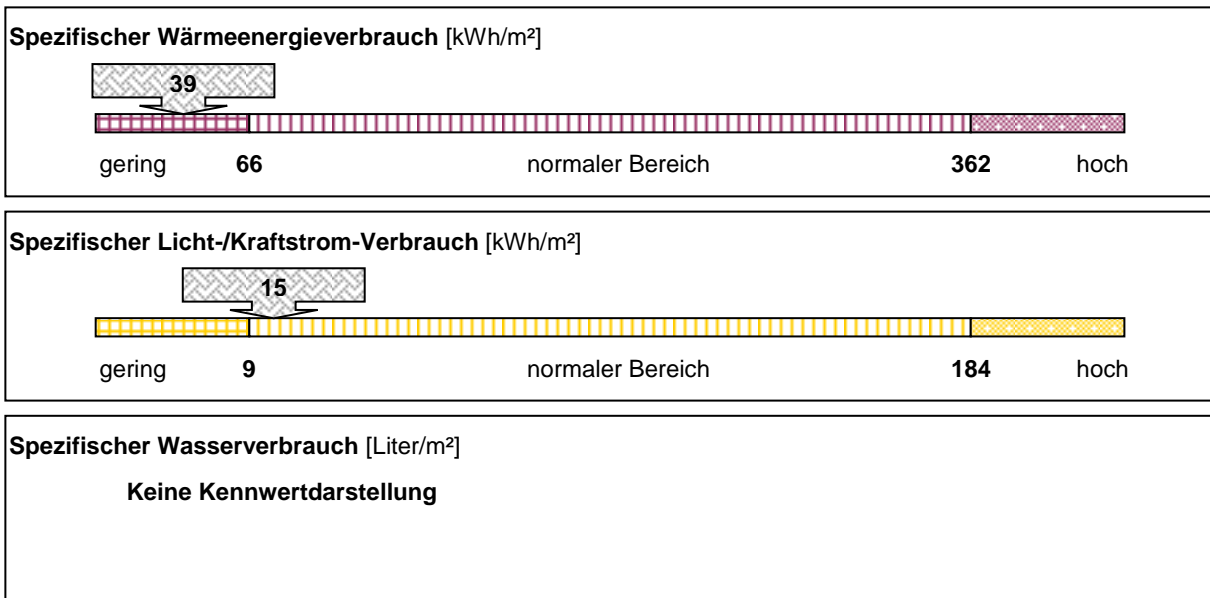 Spezifischer Wärmeenergieverbrauch [kWh/m²]
39
gering 66 normaler Bereich 362 hoch
Spezifischer Licht-/Kraftstrom-Verbrauch [kWh/m²]
15
gering 9 normaler Bereich 184 hoch
Spezifischer Wasserverbrauch [Liter/m²]
Keine Kennwertdarstellung